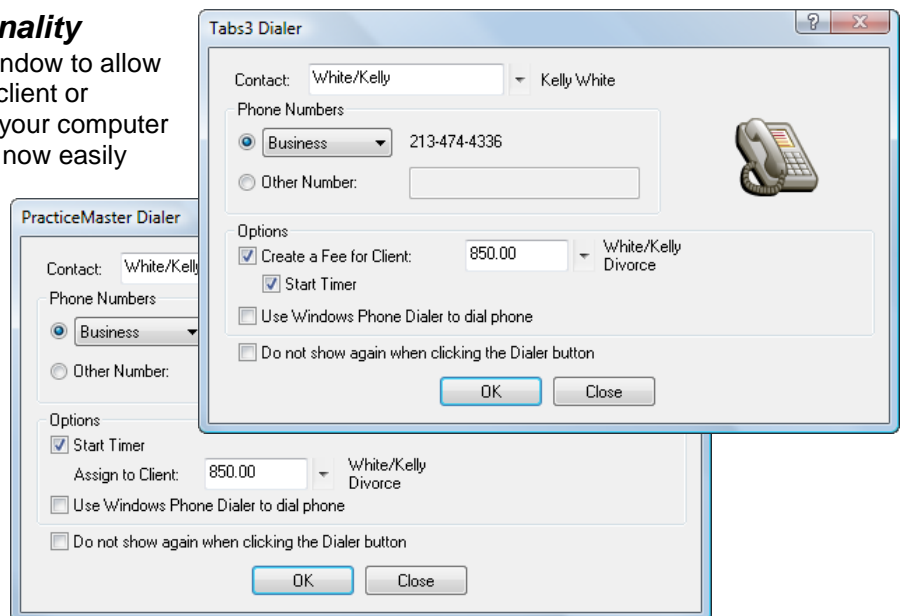 nality
ndow to allow
client or
your computer
now easily
Tabs3 Dialer
Contact: White/Kelly Kelly White
Phone Numbers
Business 213-474-4336
Other Number:
Options
Create a Fee for Client: 850.00 White/Kelly
Divorce
Start Timer
Use Windows Phone Dialer to dial phone
Do not show again when clicking the Dialer button
OK Close
PracticeMaster Dialer
Contact: White/Kelly
Phone Numbers
Business
Other Number:
Options
Start Timer
Assign to Client: 850.00 White/Kelly
Divorce
Use Windows Phone Dialer to dial phone
Do not show again when clicking the Dialer button
OK Close